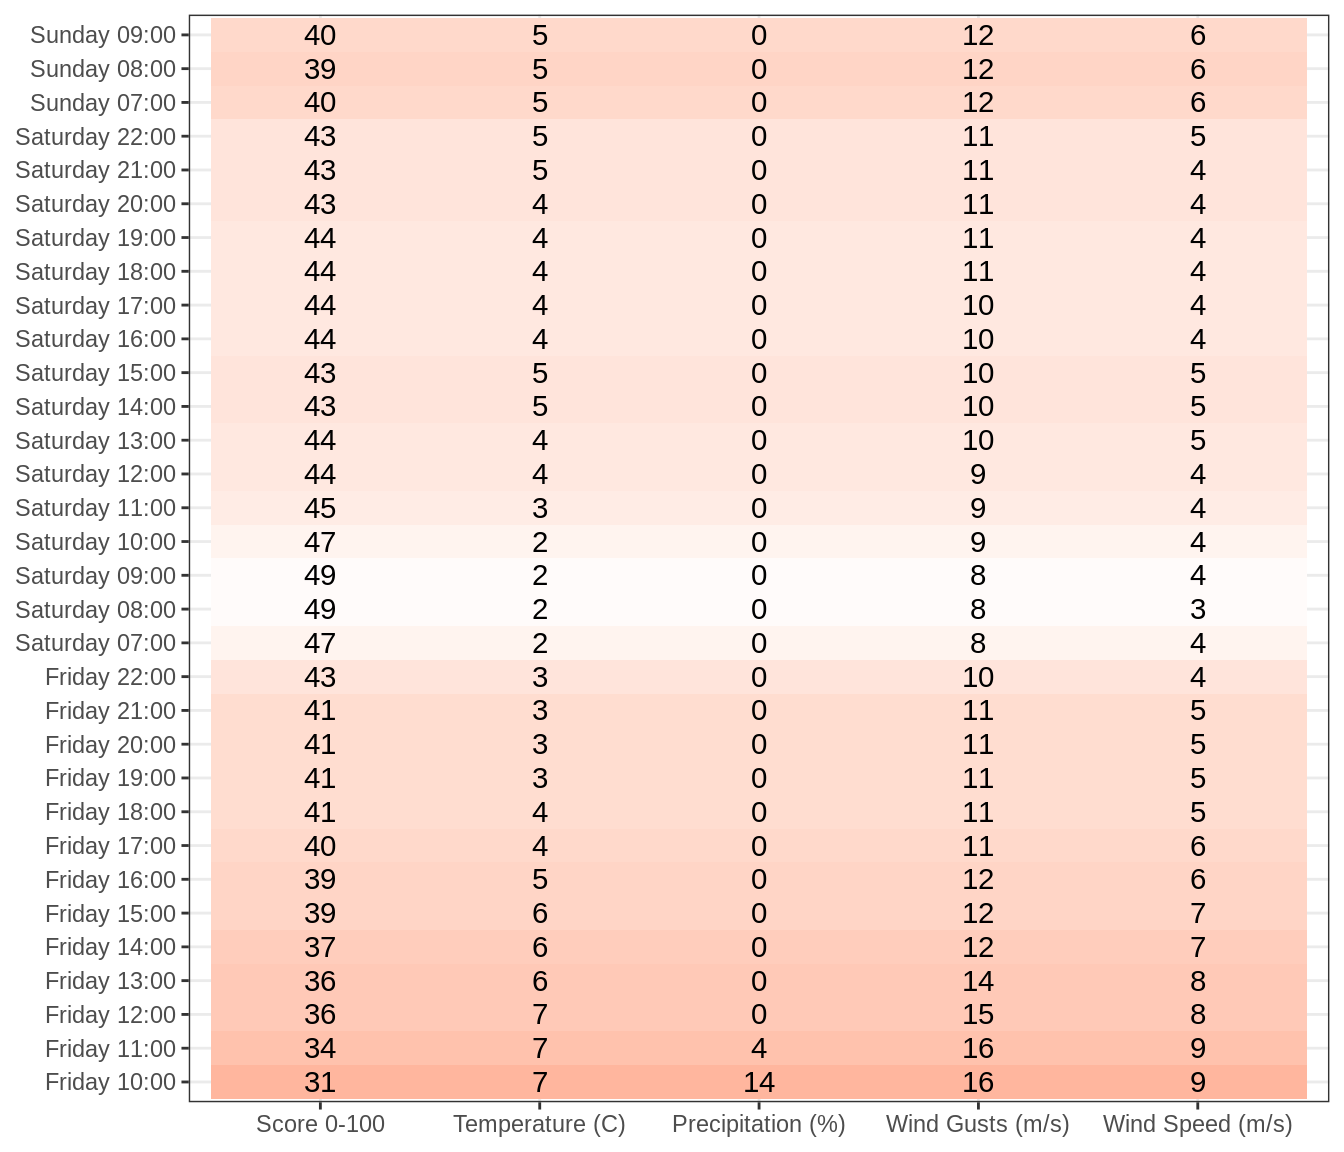 Sunday 09:00 40 5 0 12 6
Sunday 08:00 39 5 0 12 6
Sunday 07:00 40 5 0 12 6
Saturday 22:00 43 5 0 11 5
Saturday 21:00 43 5 0 11 4
Saturday 20:00 43 4 0 11 4
Saturday 19:00 44 4 0 11 4
Saturday 18:00 44 4 0 11 4
Saturday 17:00 44 4 0 10 4
Saturday 16:00 44 4 0 10 4
Saturday 15:00 43 5 0 10 5
Saturday 14:00 43 5 0 10 5
Saturday 13:00 44 4 0 10 5
Saturday 12:00 44 4 0 9 4
Saturday 11:00 45 3 0 9 4
Saturday 10:00 47 2 0 9 4
Saturday 09:00 49 2 0 8 4
Saturday 08:00 49 2 0 8 3
Saturday 07:00 47 2 0 8 4
Friday 22:00 43 3 0 10 4
Friday 21:00 41 3 0 11 5
Friday 20:00 41 3 0 11 5
Friday 19:00 41 3 0 11 5
Friday 18:00 41 4 0 11 5
Friday 17:00 40 4 0 11 6
Friday 16:00 39 5 0 12 6
Friday 15:00 39 6 0 12 7
Friday 14:00 37 6 0 12 7
Friday 13:00 36 6 0 14 8
Friday 12:00 36 7 0 15 8
Friday 11:00 34 7 4 16 9
Friday 10:00 31 7 14 16 9
Score 0-100 Temperature (C) Precipitation (%) Wind Gusts (m/s) Wind Speed (m/s)